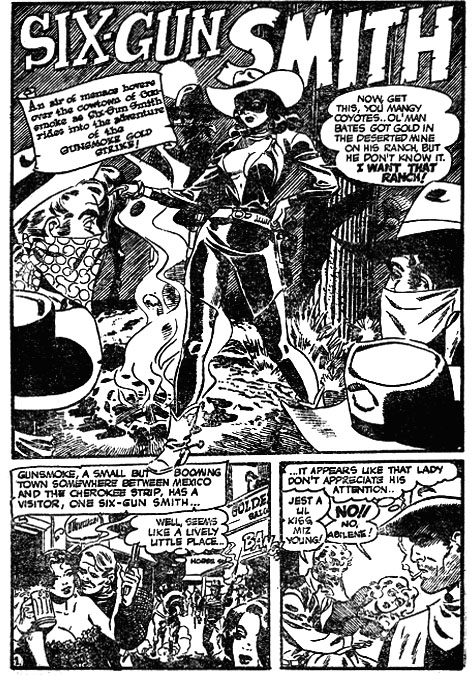 SIX-GUN SMITH
An air of menace hovers
over the cowtown of Gun-
smoke as Six-Gun Smith
rides into the adventure
of the
GUNSMOKE GOLD
STRIKE!
NOW, GET
THIS, YOU MANGY
COYOTES.. OL' MAN
BATES GOT GOLD IN
THE DESERTED MINE
ON HIS RANCH, BUT
HE DON'T KNOW IT.
I WANT THAT
RANCH!
GUNSMOKE, A SMALL BUT BOOMING
TOWN SOMEWHERE BETWEEN MEXICO
AND THE CHEROKEE STRIP, HAS A
VISITOR, ONE SIX-GUN SMITH...
WELL, SEEMS
LIKE A LIVELY
LITTLE PLACE...
GOLDEN
BANG
...IT APPEARS LIKE THAT LADY
DON'T APPRECIATE HIS
ATTENTION..
JEST A
LIL
KISS,
MIZ
YOUNG!
NO!!
NO,
ABILENE!
1